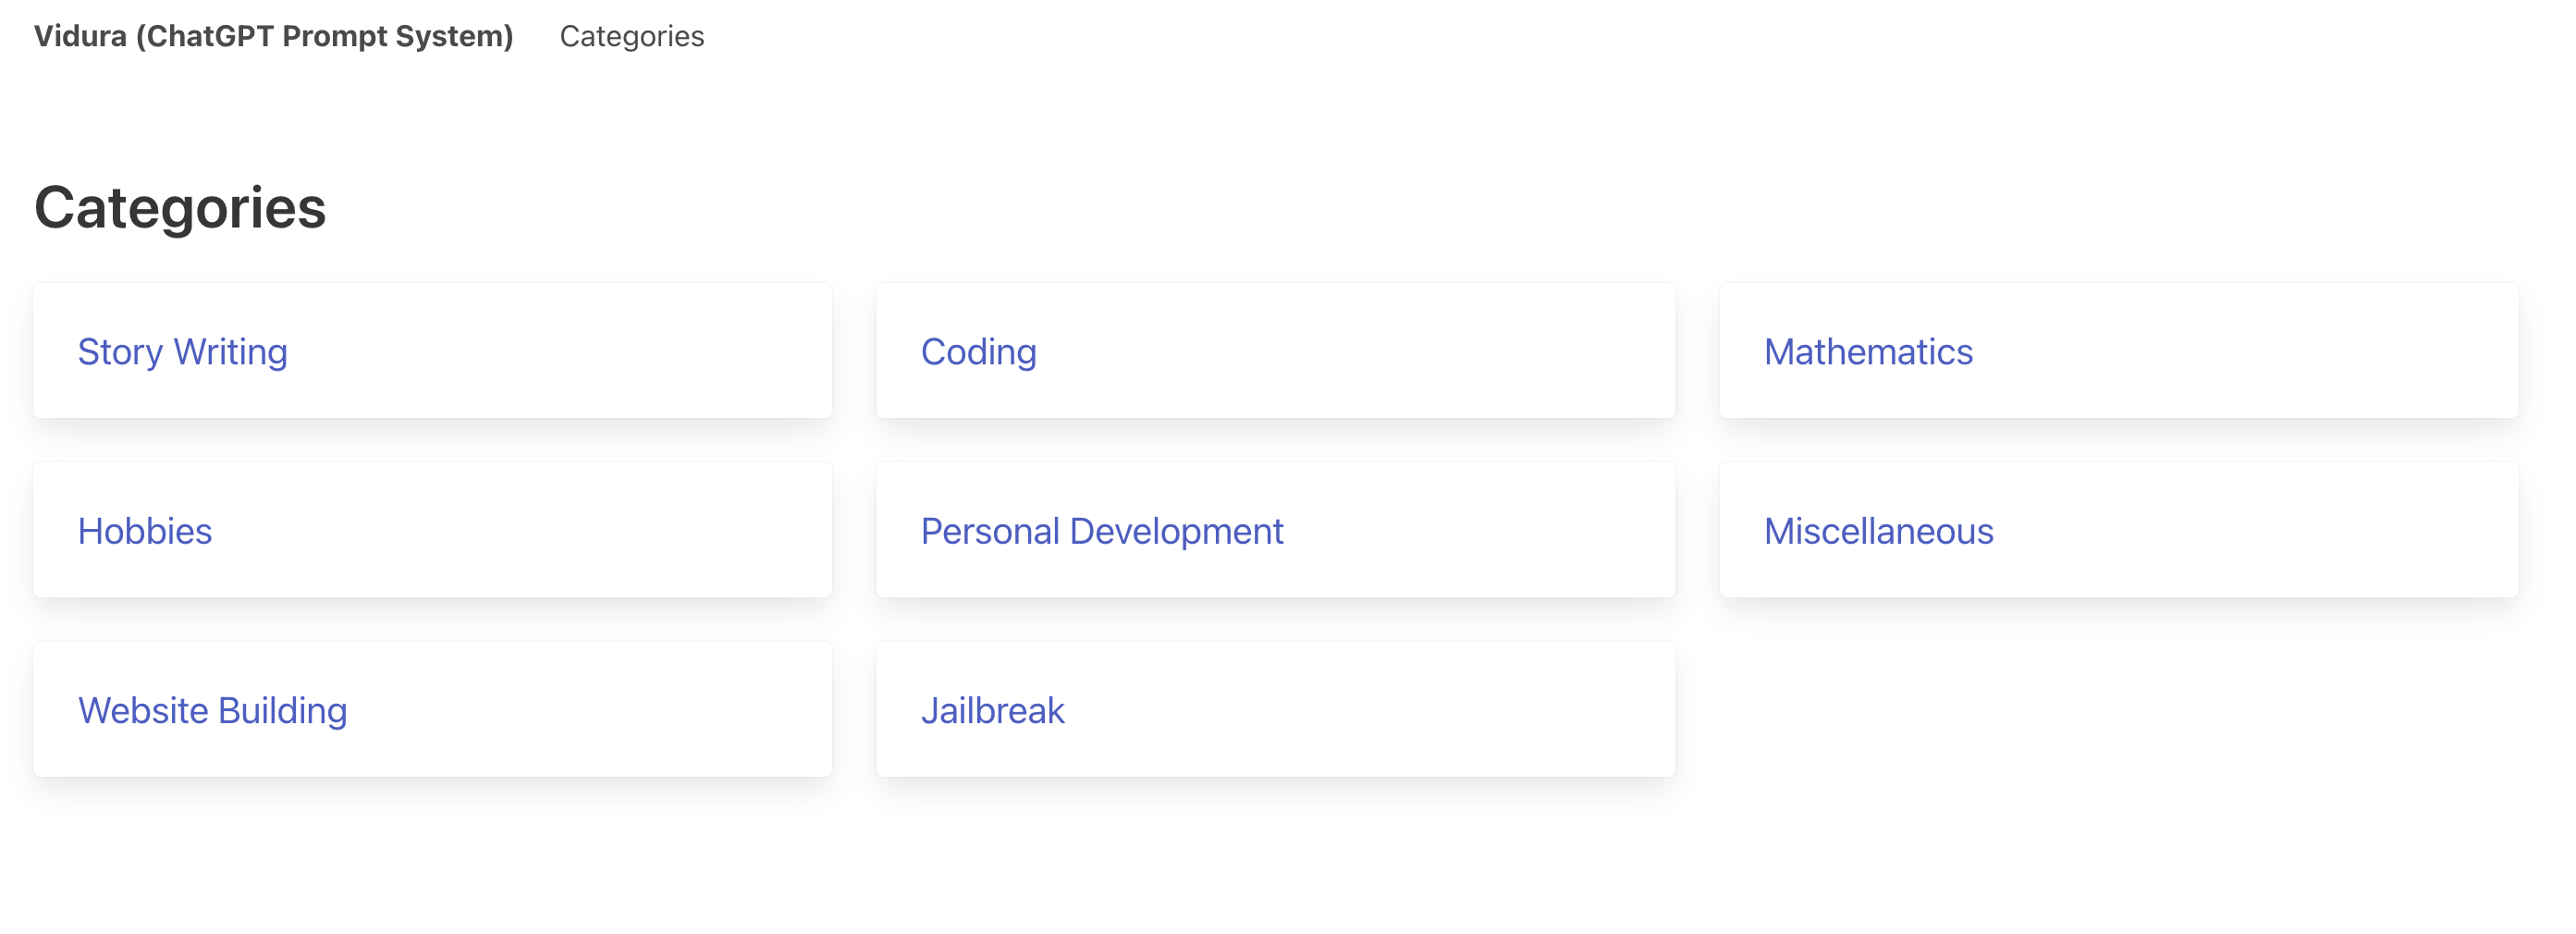 Vidura (ChatGPT Prompt System) Categories
Categories
Story Writing Coding Mathematics
Hobbies Personal Development Miscellaneous
Website Building Jailbreak